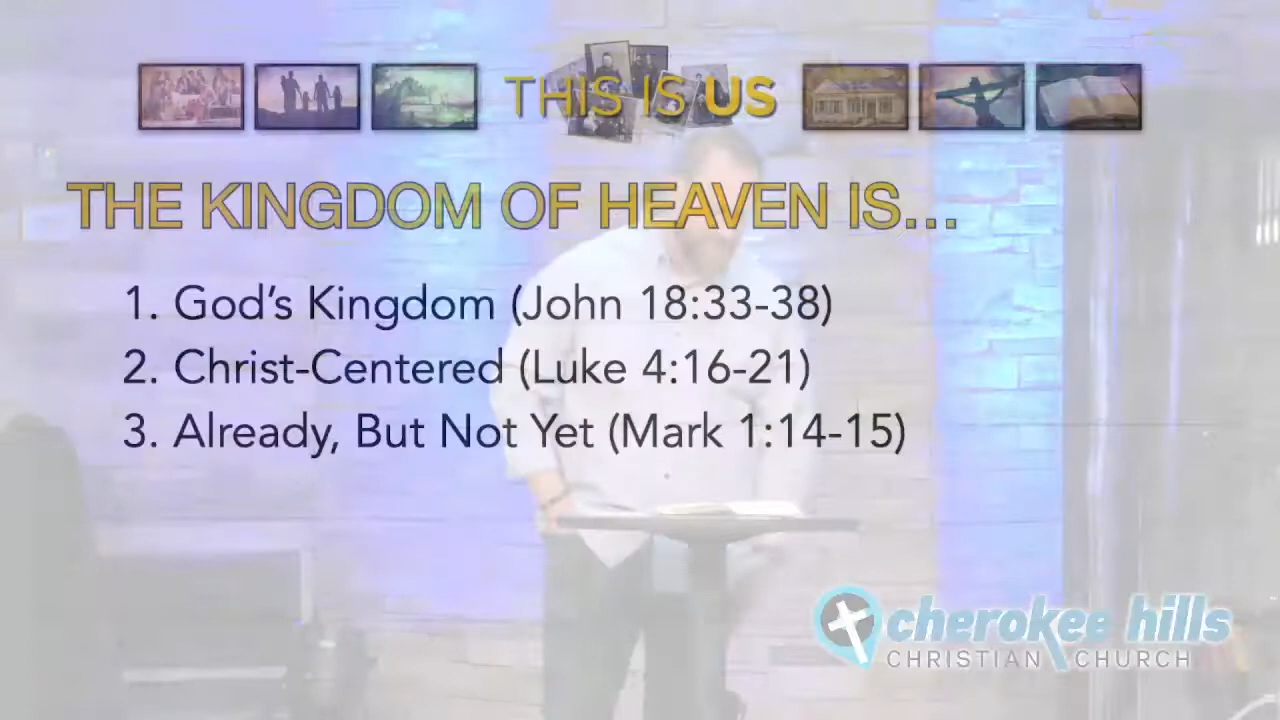 THIS IS US
THE KINGDOM OF HEAVEN IS...
1. God's Kingdom (John 18:33-38)
2. Christ-Centered (Luke 4:16-21)
3. Already, But Not Yet (Mark 1:14-15)
cherokee hills
CHRISTIAN CHURCH